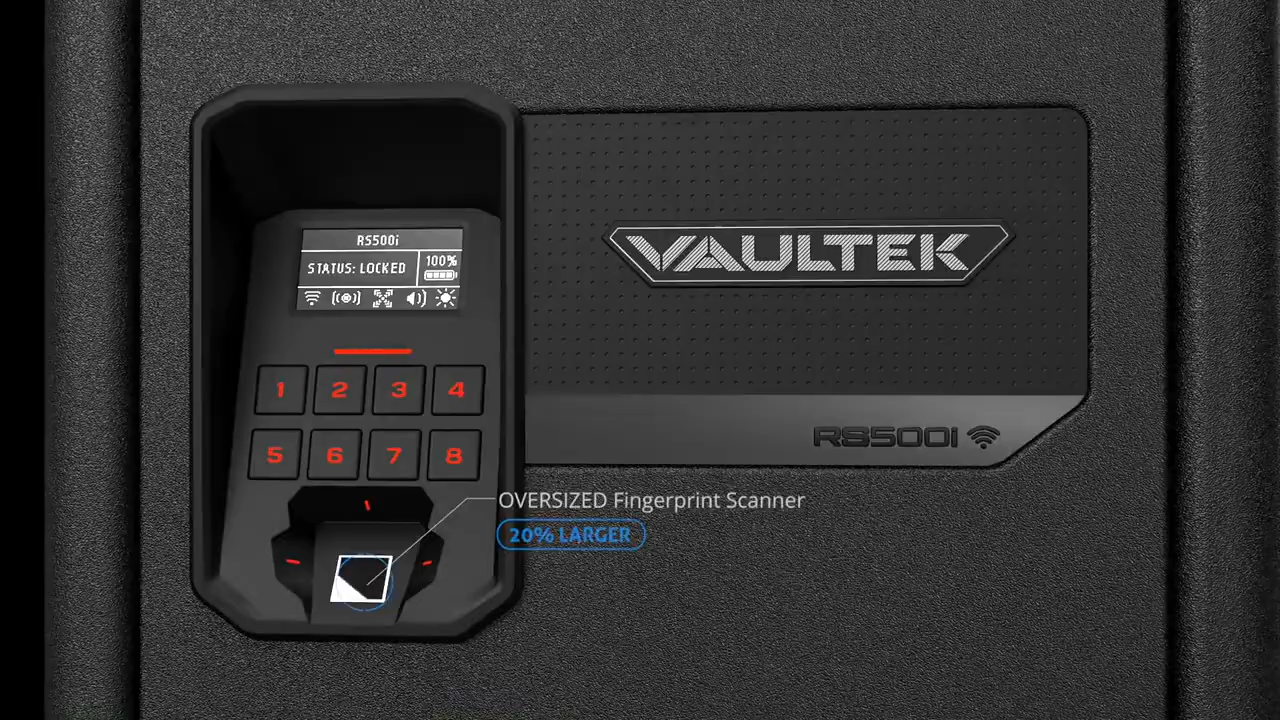 RS500i
STATUS: LOCKED
100%
1 2 3 4
5 6 7 8
VAULTEK
RS500i
OVERSIZED Fingerprint Scanner
20% LARGER